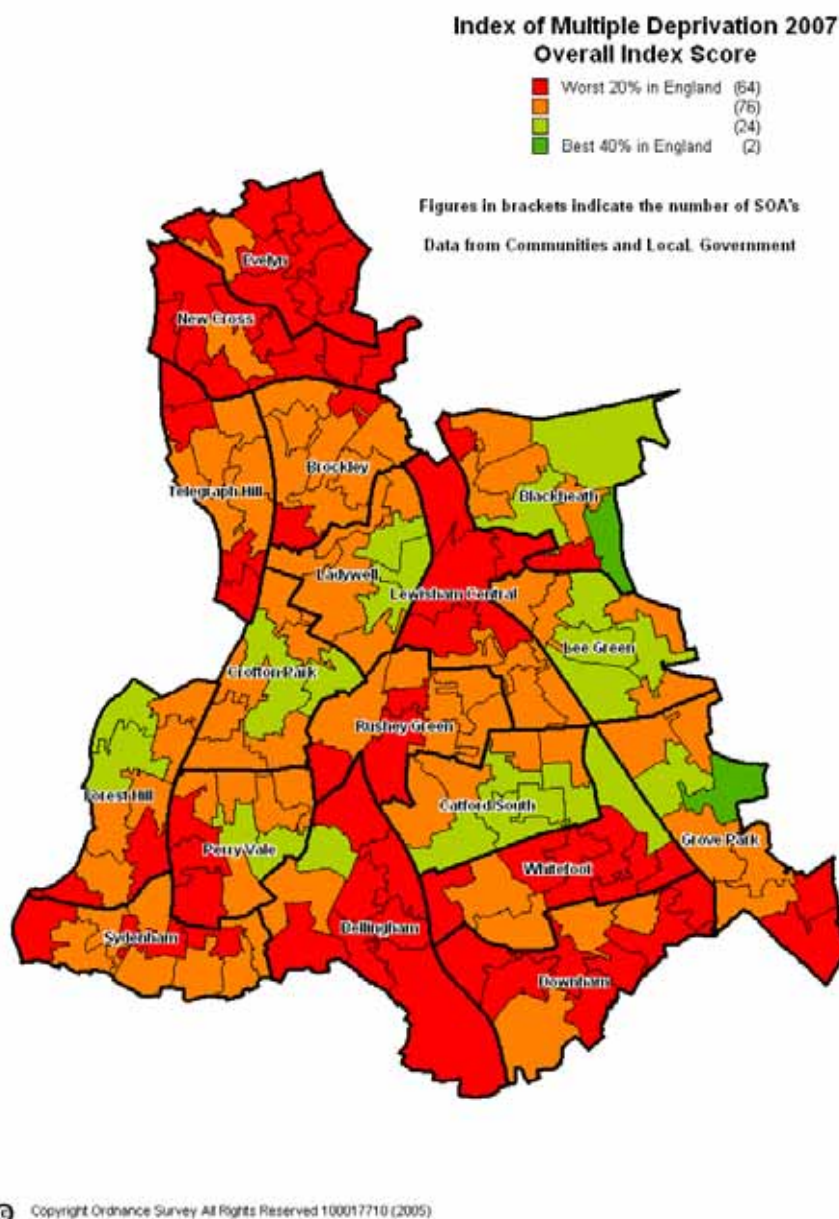 Index of Multiple Deprivation 2007
Overall Index Score
Worst 20% in England (64)
(76)
(24)
Best 40% in England (2)
Figures in brackets indicate the number of SOA's
Data from Communities and Local. Government
Evelyn
New Cross
Brockley
Telegraph Hill
Blackheath
Ladywell
Lewisham Central
Lee Green
Crofton Park
Rushey Green
Forest Hill
Catford South
Perry Vale
Grove Park
Whitefoot
Sydenham
Bellingham
Downham
© Copyright Ordnance Survey All Rights Reserved 100017710 (2005)